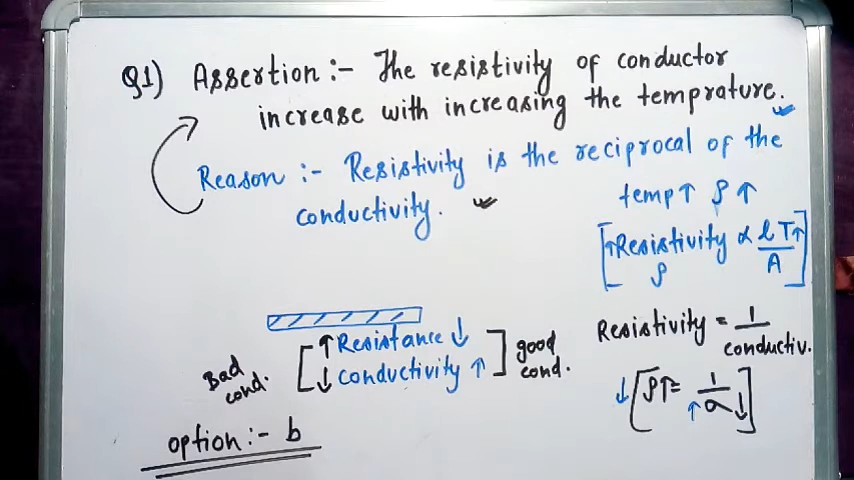 Q1) Assertion :- The resistivity of conductor
increase with increasing the temprature.
Reason :- Resistivity is the reciprocal of the
conductivity.
temp ↑ ρ ↑
[↑Resistivity ∝ l T↑ / A]
ρ
Resistivity = 1 / conductiv.
[↑ Resistance ↓
↓ conductivity ↑]
Bad cond.
good cond.
↓[ρ↑ = 1 / ↑σ↓]
option :- b